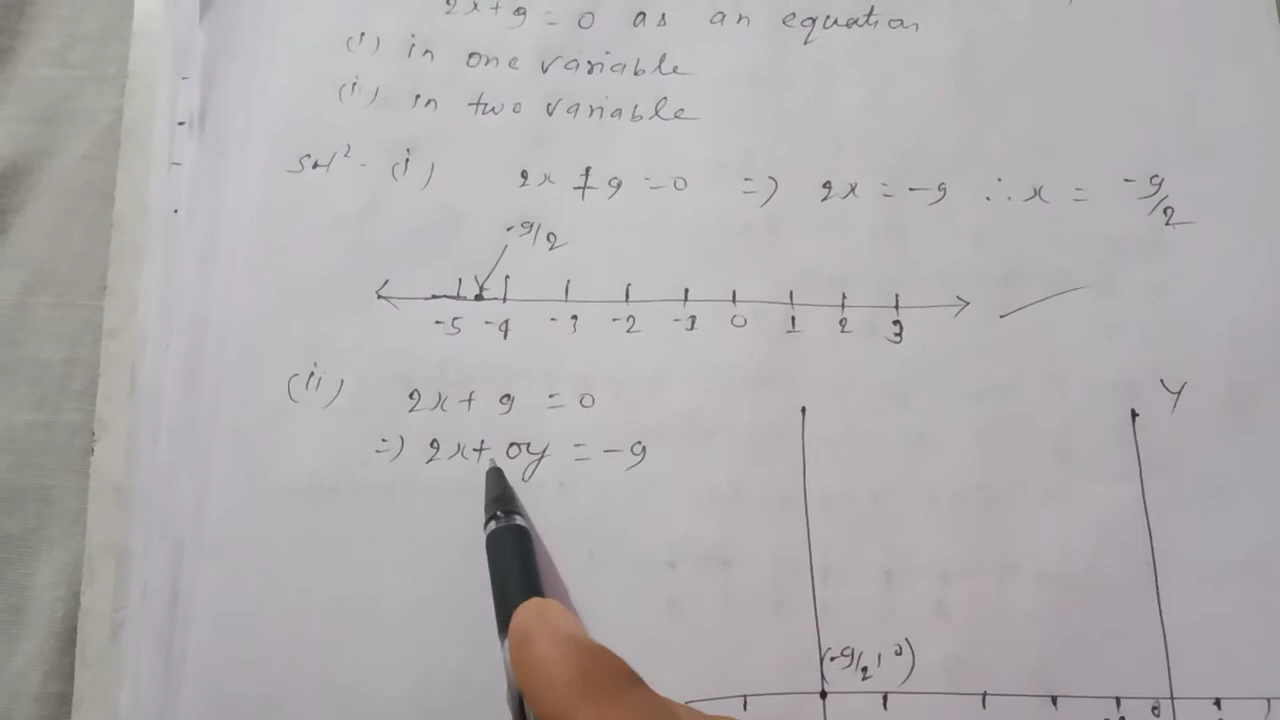 2x+9=0 as an equation
(i) in one variable
(ii) in two variable
Sol² - (i) 2x+9=0 => 2x = -9 ∴ x = -9/2
-9/2
-5 -4 -3 -2 -1 0 1 2 3
(ii) 2x+9 = 0
=> 2x+0y = -9
Y
(-9/2, 0)
0